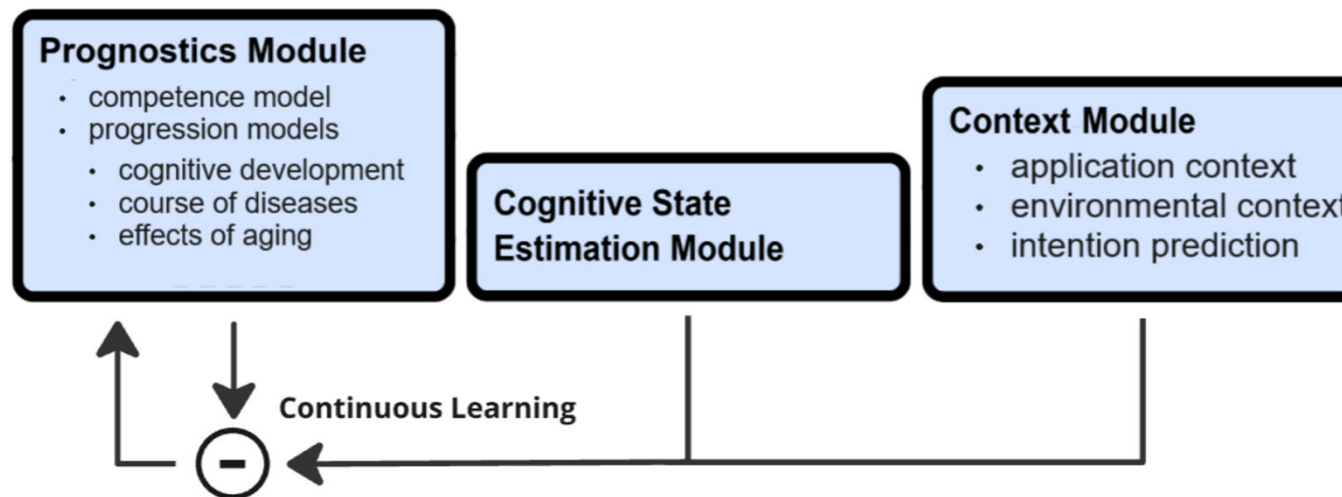 Prognostics Module
• competence model
• progression models
• cognitive development
• course of diseases
• effects of aging
Cognitive State
Estimation Module
Context Module
• application context
• environmental context
• intention prediction
Continuous Learning
-